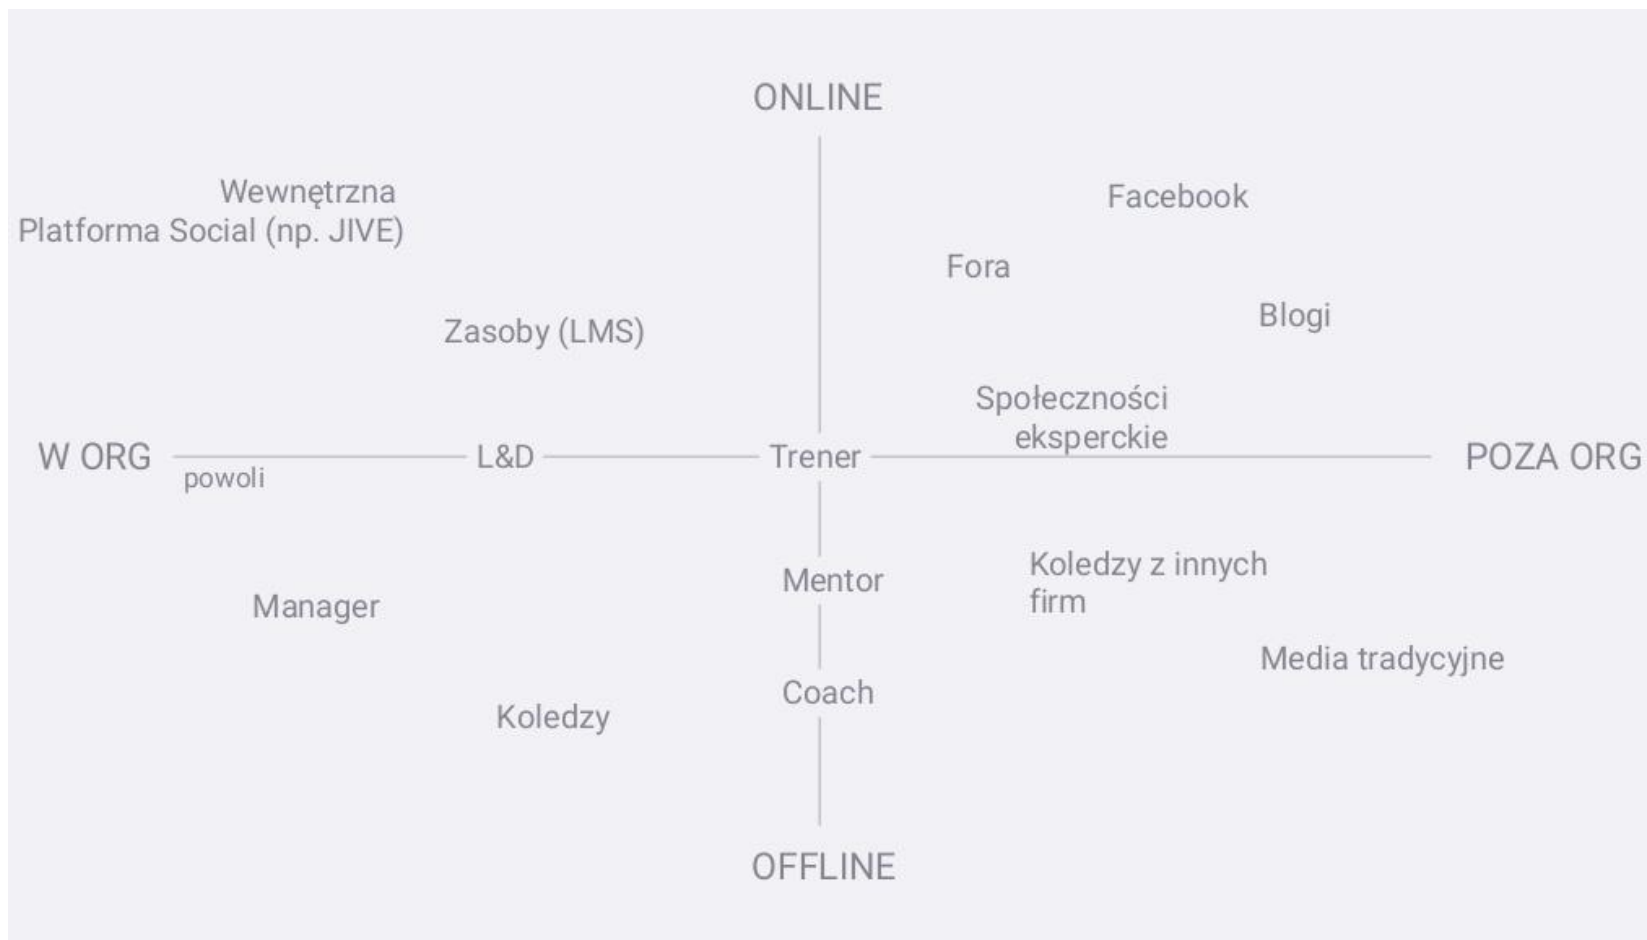 ONLINE
Wewnętrzna
Platforma Social (np. JIVE)
Facebook
Fora
Blogi
Zasoby (LMS)
Społeczności
eksperckie
W ORG
L&D
Trener
POZA ORG
powoli
Mentor
Koledzy z innych
firm
Manager
Media tradycyjne
Coach
Koledzy
OFFLINE